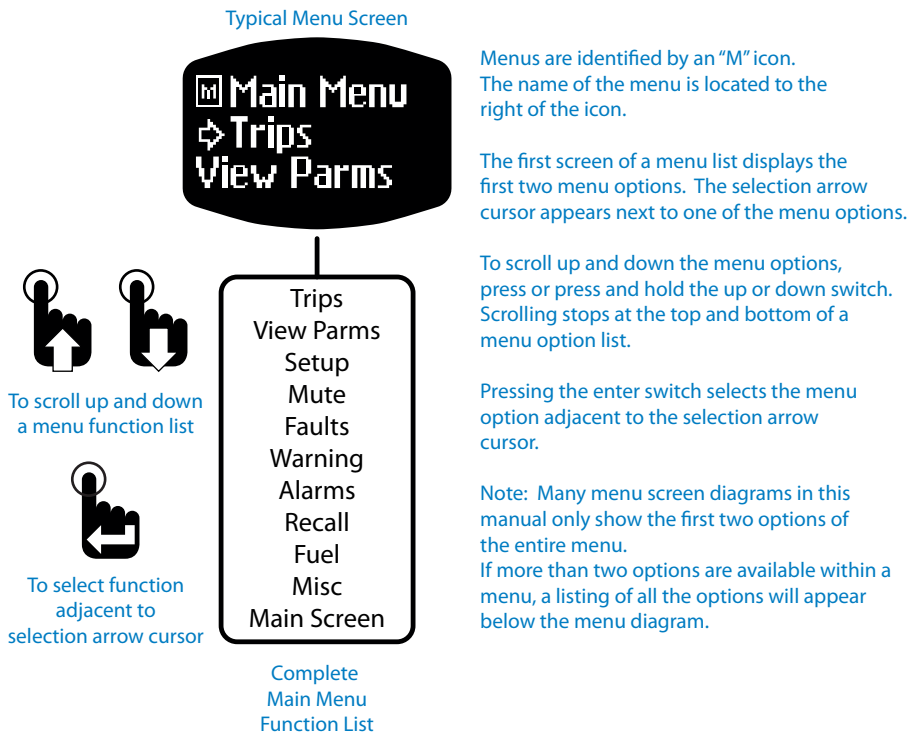 Typical Menu Screen
M Main Menu
Trips
View Parms
Menus are identified by an “M” icon.
The name of the menu is located to the
right of the icon.
The first screen of a menu list displays the
first two menu options.  The selection arrow
cursor appears next to one of the menu options.
To scroll up and down the menu options,
press or press and hold the up or down switch.
Scrolling stops at the top and bottom of a
menu option list.
Pressing the enter switch selects the menu
option adjacent to the selection arrow
cursor.
Note:  Many menu screen diagrams in this
manual only show the first two options of
the entire menu.
If more than two options are available within a
menu, a listing of all the options will appear
below the menu diagram.
To scroll up and down
a menu function list
To select function
adjacent to
selection arrow cursor
Trips
View Parms
Setup
Mute
Faults
Warning
Alarms
Recall
Fuel
Misc
Main Screen
Complete
Main Menu
Function List